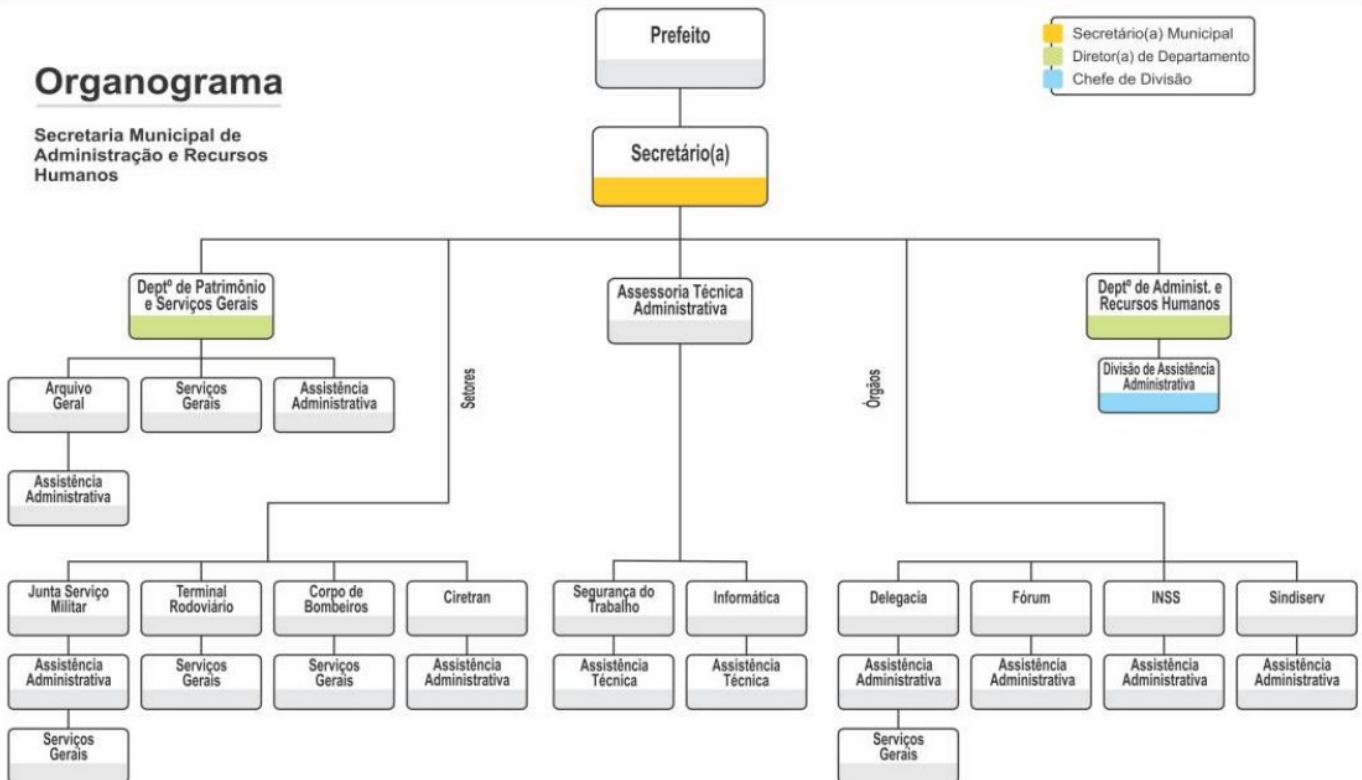 Organograma
Secretaria Municipal de
Administração e Recursos
Humanos
Prefeito
Secretário(a) Municipal
Diretor(a) de Departamento
Chefe de Divisão
Secretário(a)
Deptº de Patrimônio
e Serviços Gerais
Assessoria Técnica
Administrativa
Deptº de Administ. e
Recursos Humanos
Setores
Órgãos
Divisão de Assistência
Administrativa
Arquivo
Geral
Serviços
Gerais
Assistência
Administrativa
Assistência
Administrativa
Junta Serviço
Militar
Terminal
Rodoviário
Corpo de
Bombeiros
Ciretran
Segurança do
Trabalho
Informática
Delegacia
Fórum
INSS
Sindiserv
Assistência
Administrativa
Serviços
Gerais
Serviços
Gerais
Assistência
Administrativa
Assistência
Técnica
Assistência
Técnica
Assistência
Administrativa
Assistência
Administrativa
Assistência
Administrativa
Assistência
Administrativa
Serviços
Gerais
Serviços
Gerais